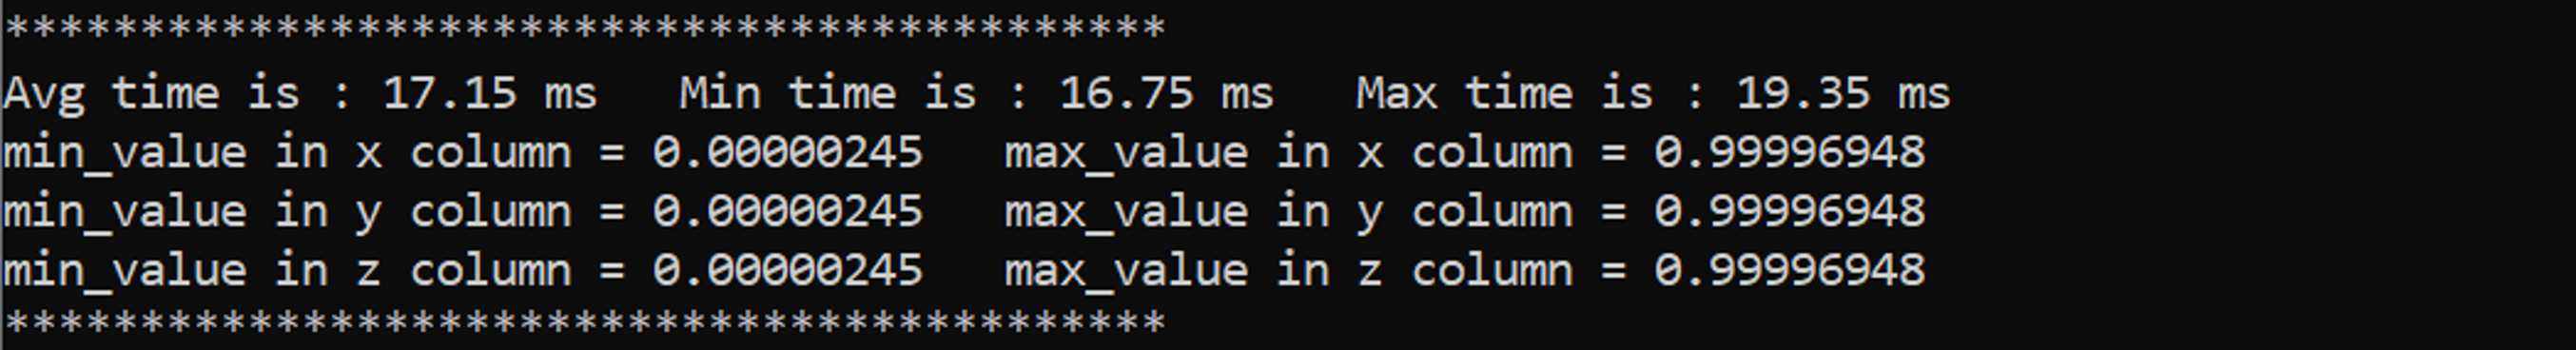 *******************************************
Avg time is : 17.15 ms   Min time is : 16.75 ms   Max time is : 19.35 ms
min_value in x column = 0.00000245   max_value in x column = 0.99996948
min_value in y column = 0.00000245   max_value in y column = 0.99996948
min_value in z column = 0.00000245   max_value in z column = 0.99996948
*******************************************